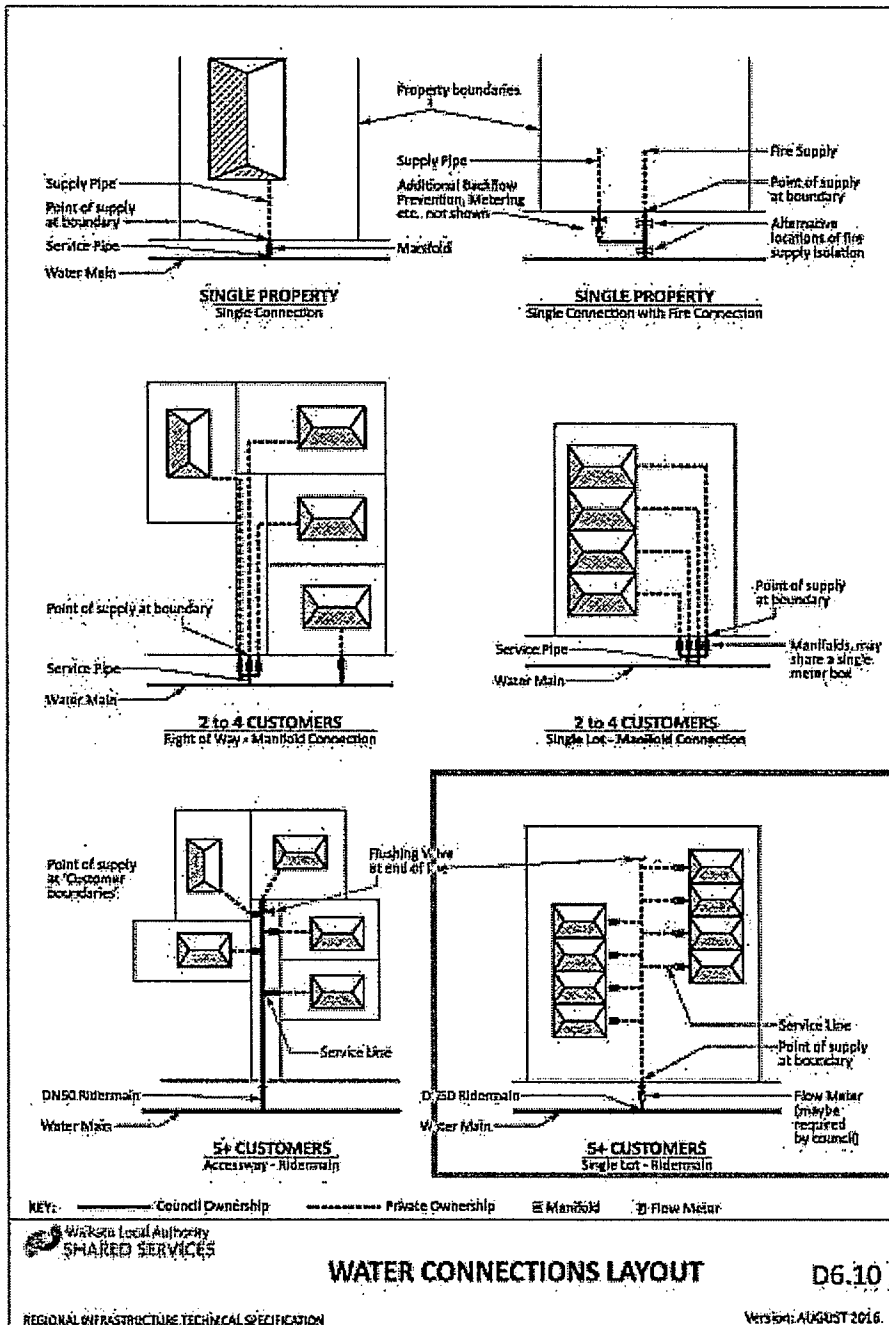 Property boundaries
Supply Pipe
Point of supply
at boundary
Service Pipe
Water Main
Manifold
SINGLE PROPERTY
Single Connection
Supply Pipe
Additional Backflow
Prevention, Metering
etc., not shown
Fire Supply
Point of supply
at boundary
Alternative
locations of fire
supply isolation
SINGLE PROPERTY
Single Connection with Fire Connection
Point of supply at boundary
Service Pipe
Water Main
2 to 4 CUSTOMERS
Right of Way - Manifold Connection
Point of supply
at boundary
Service Pipe
Manifolds, may
share a single
meter box
Water Main
2 to 4 CUSTOMERS
Single Lot - Manifold Connection
Point of supply
at 'Customer
boundaries'
Flushing Valve
at end of line
Service Line
DN50 Ridermain
Water Main
5+ CUSTOMERS
Accessway - Ridermain
Service Line
Point of supply
at boundary
Ridermain
Water Main
Flow Meter
(maybe
required
by council)
5+ CUSTOMERS
Single Lot - Ridermain
KEY: Council Ownership Private Ownership Manifold Flow Meter
Waikato Local Authority
SHARED SERVICES
WATER CONNECTIONS LAYOUT
D6.10
REGIONAL INFRASTRUCTURE TECHNICAL SPECIFICATION
Version: AUGUST 2016.